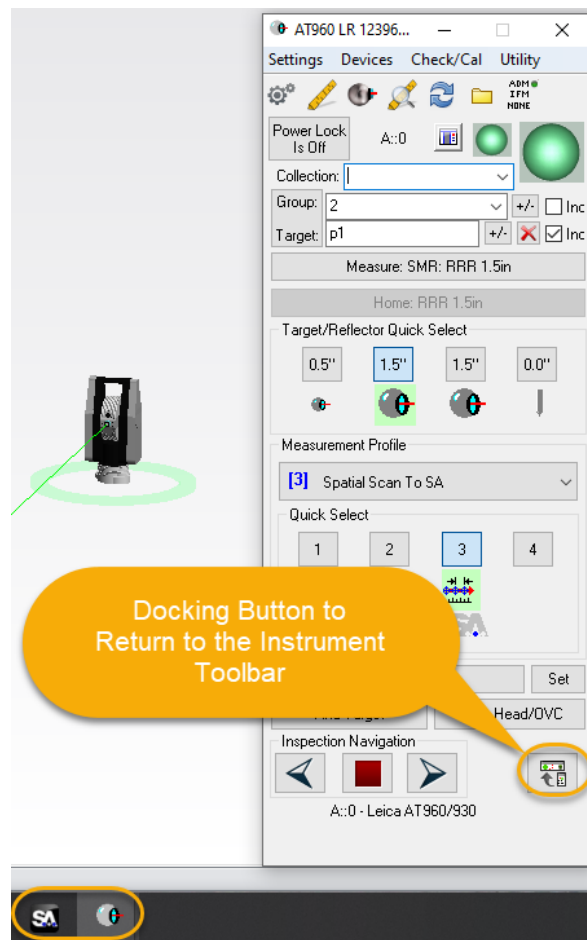 AT960 LR 12396...
Settings Devices Check/Cal Utility
ADM
IFM
NONE
Power Lock
Is Off
A::0
Collection:
Group: 2 +/- Inc
Target: p1 +/- Inc
Measure: SMR: RRR 1.5in
Home: RRR 1.5in
Target/Reflector Quick Select
0.5" 1.5" 1.5" 0.0"
Measurement Profile
[3] Spatial Scan To SA
Quick Select
1 2 3 4
SA
Docking Button to
Return to the Instrument
Toolbar
Set
Head/OVC
Inspection Navigation
A::0 - Leica AT960/930
SA